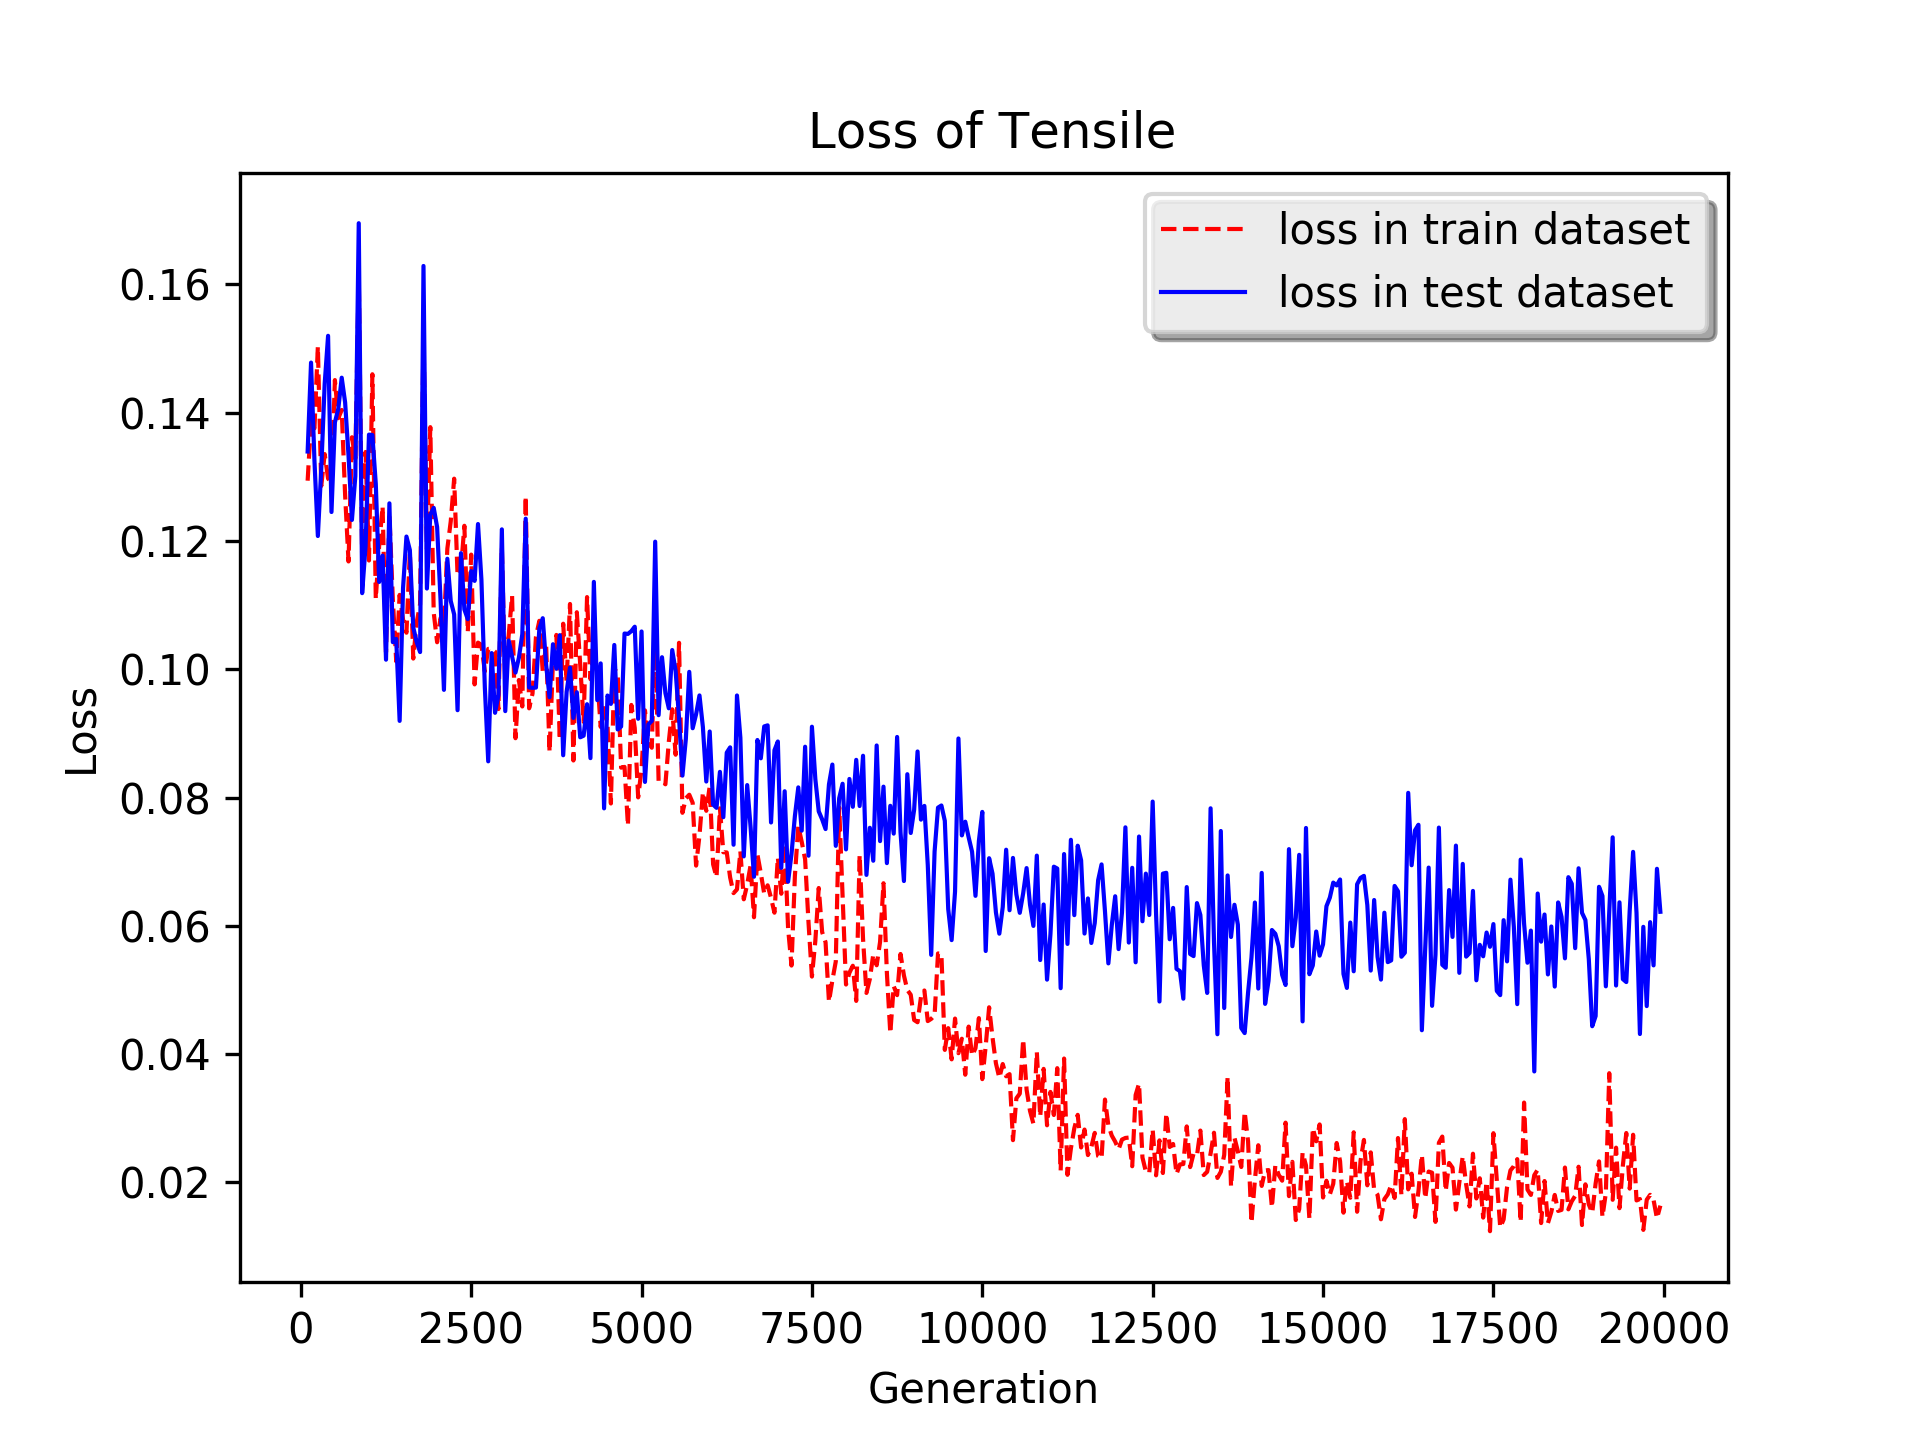 Loss of Tensile
loss in train dataset
loss in test dataset
0.16
0.14
0.12
0.10
0.08
0.06
0.04
0.02
Loss
0 2500 5000 7500 10000 12500 15000 17500 20000
Generation